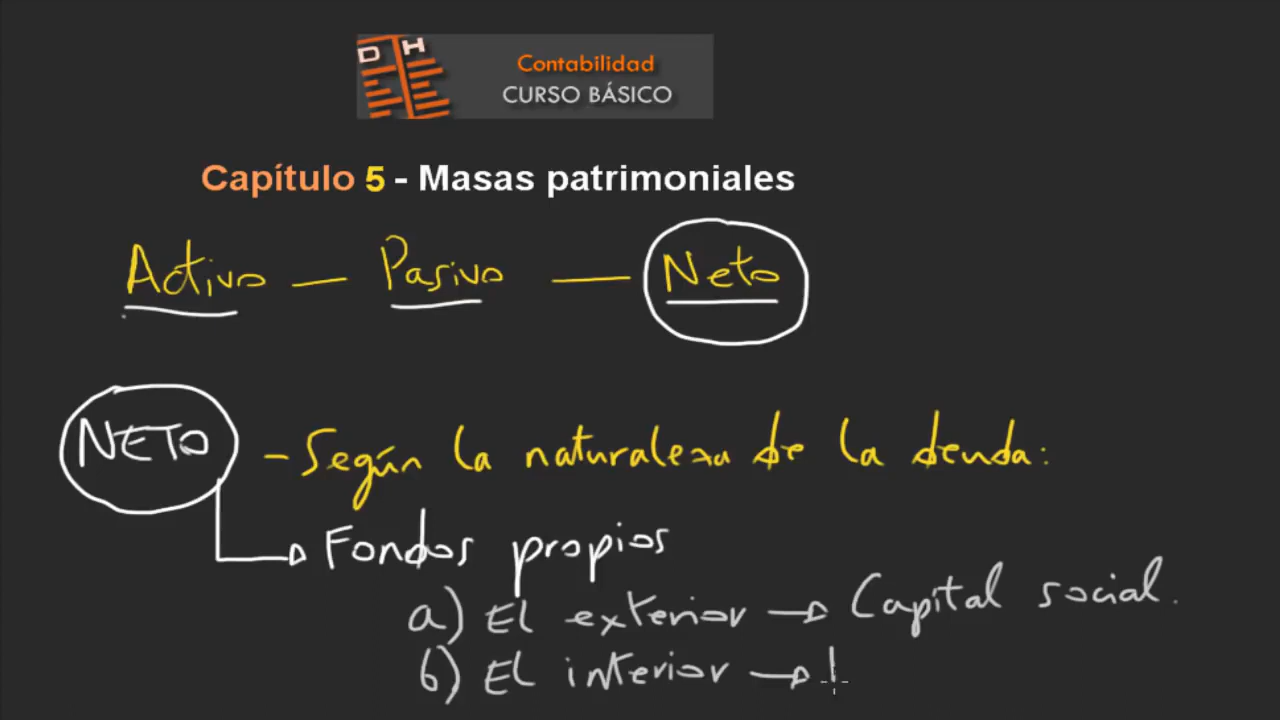 D H
Contabilidad
CURSO BÁSICO
Capítulo 5 - Masas patrimoniales
Activo — Pasivo — Neto
NETO - Según la naturaleza de la deuda:
Fondos propios
a) El exterior → Capital social.
b) El interior →